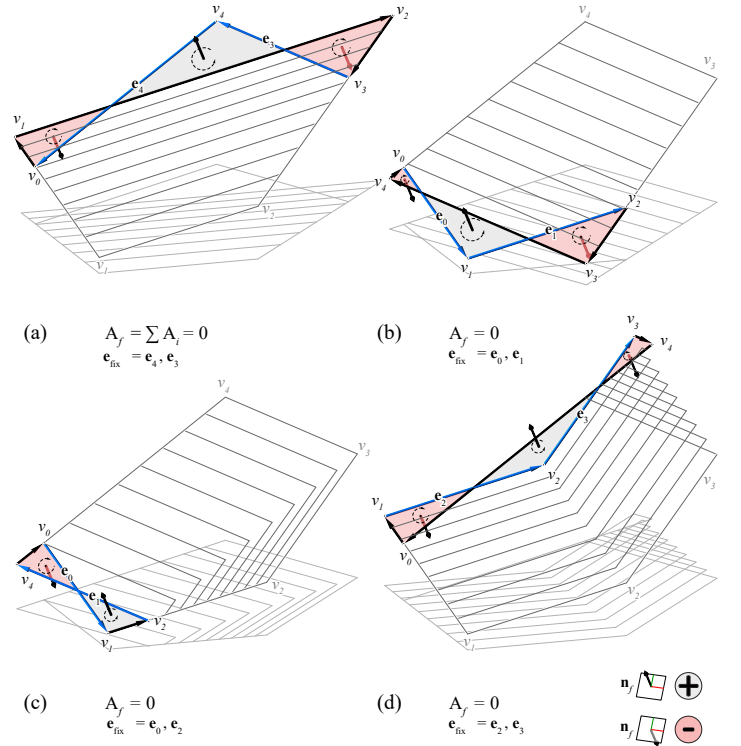 v4
v2
e3
e4
v3
v1
v0
v2
v1
(a) Af = ∑ Ai = 0
efix = e4, e3
v4
v3
v0
v4
e0
e1
v2
v1
v3
(b) Af = 0
efix = e0, e1
v4
v3
v0
e0
v4
e1
v2
v2
v1
(c) Af = 0
efix = e0, e2
v3
v4
e3
v2
v3
e2
v1
v0
v2
v1
(d) Af = 0
efix = e2, e3
nf +
nf -